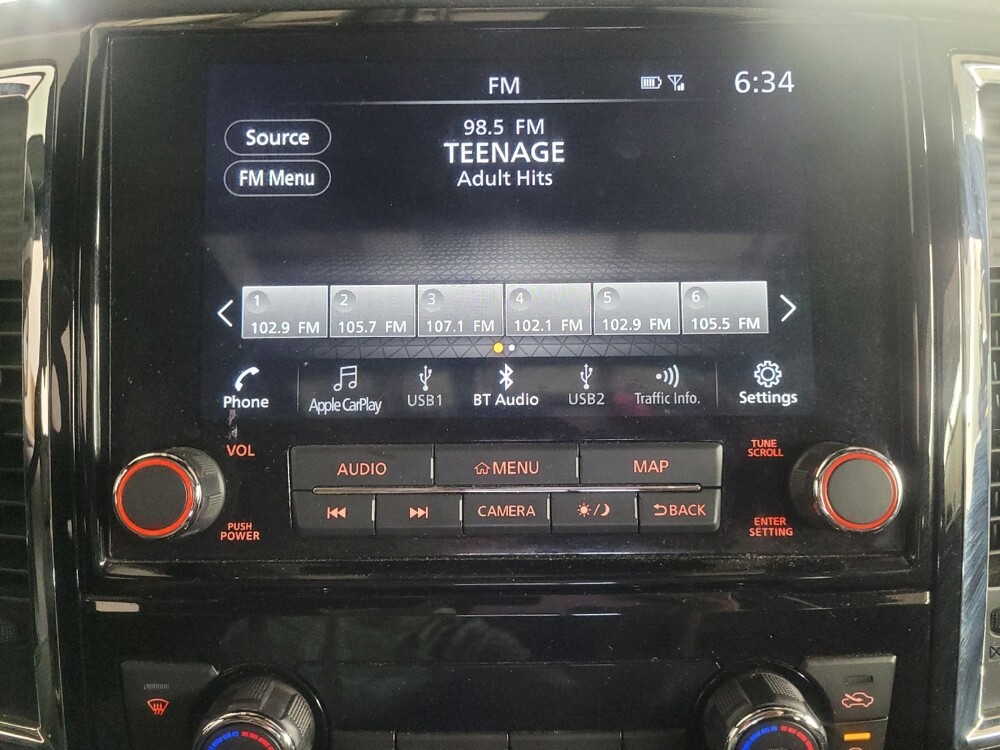 FM
6:34
Source
98.5 FM
TEENAGE
FM Menu
Adult Hits
1 2 3 4 5 6
102.9 FM 105.7 FM 107.1 FM 102.1 FM 102.9 FM 105.5 FM
Phone Apple CarPlay USB1 BT Audio USB2 Traffic Info. Settings
VOL
TUNE
SCROLL
AUDIO MENU MAP
CAMERA / BACK
PUSH
POWER
ENTER
SETTING